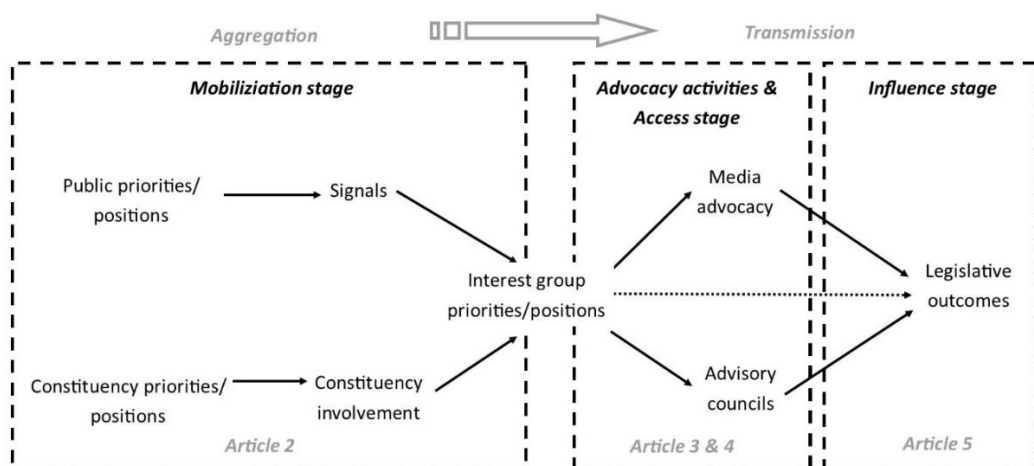 Aggregation
Transmission
Mobiliziation stage
Advocacy activities &
Access stage
Influence stage
Public priorities/
positions
Signals
Media
advocacy
Interest group
priorities/positions
Legislative
outcomes
Constituency priorities/
positions
Constituency
involvement
Advisory
councils
Article 2
Article 3 & 4
Article 5